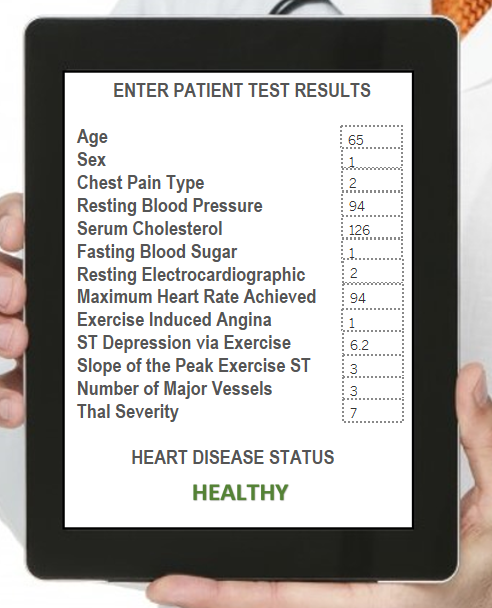 ENTER PATIENT TEST RESULTS
Age 65
Sex 1
Chest Pain Type 2
Resting Blood Pressure 94
Serum Cholesterol 126
Fasting Blood Sugar 1
Resting Electrocardiographic 2
Maximum Heart Rate Achieved 94
Exercise Induced Angina 1
ST Depression via Exercise 6.2
Slope of the Peak Exercise ST 3
Number of Major Vessels 3
Thal Severity 7
HEART DISEASE STATUS
HEALTHY